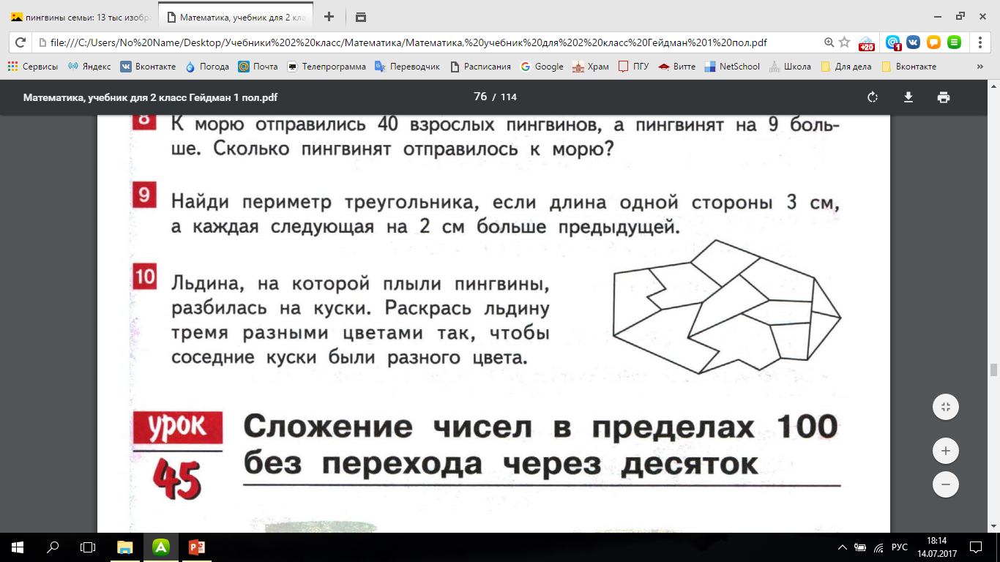 пингвины семьи: 13 тыс изобра
Математика, учебник для 2 кла
file:///C:/Users/No%20Name/Desktop/Учебники%202%20класс/Математика/Математика,%20учебник%20для%202%20класс%20Гейдман%201%20пол.pdf
+20
1
Сервисы Яндекс Вконтакте Погода Почта Телепрограмма Переводчик Расписания Google Храм ПГУ Витте NetSchool Школа Для дела Вконтакте »
Математика, учебник для 2 класс Гейдман 1 пол.pdf 76 / 114
8 К морю отправились 40 взрослых пингвинов, а пингвинят на 9 боль-
ше. Сколько пингвинят отправилось к морю?
9 Найди периметр треугольника, если длина одной стороны 3 см,
а каждая следующая на 2 см больше предыдущей.
10 Льдина, на которой плыли пингвины,
разбилась на куски. Раскрась льдину
тремя разными цветами так, чтобы
соседние куски были разного цвета.
урок
45
Сложение чисел в пределах 100
без перехода через десяток
РУС
18:14
14.07.2017